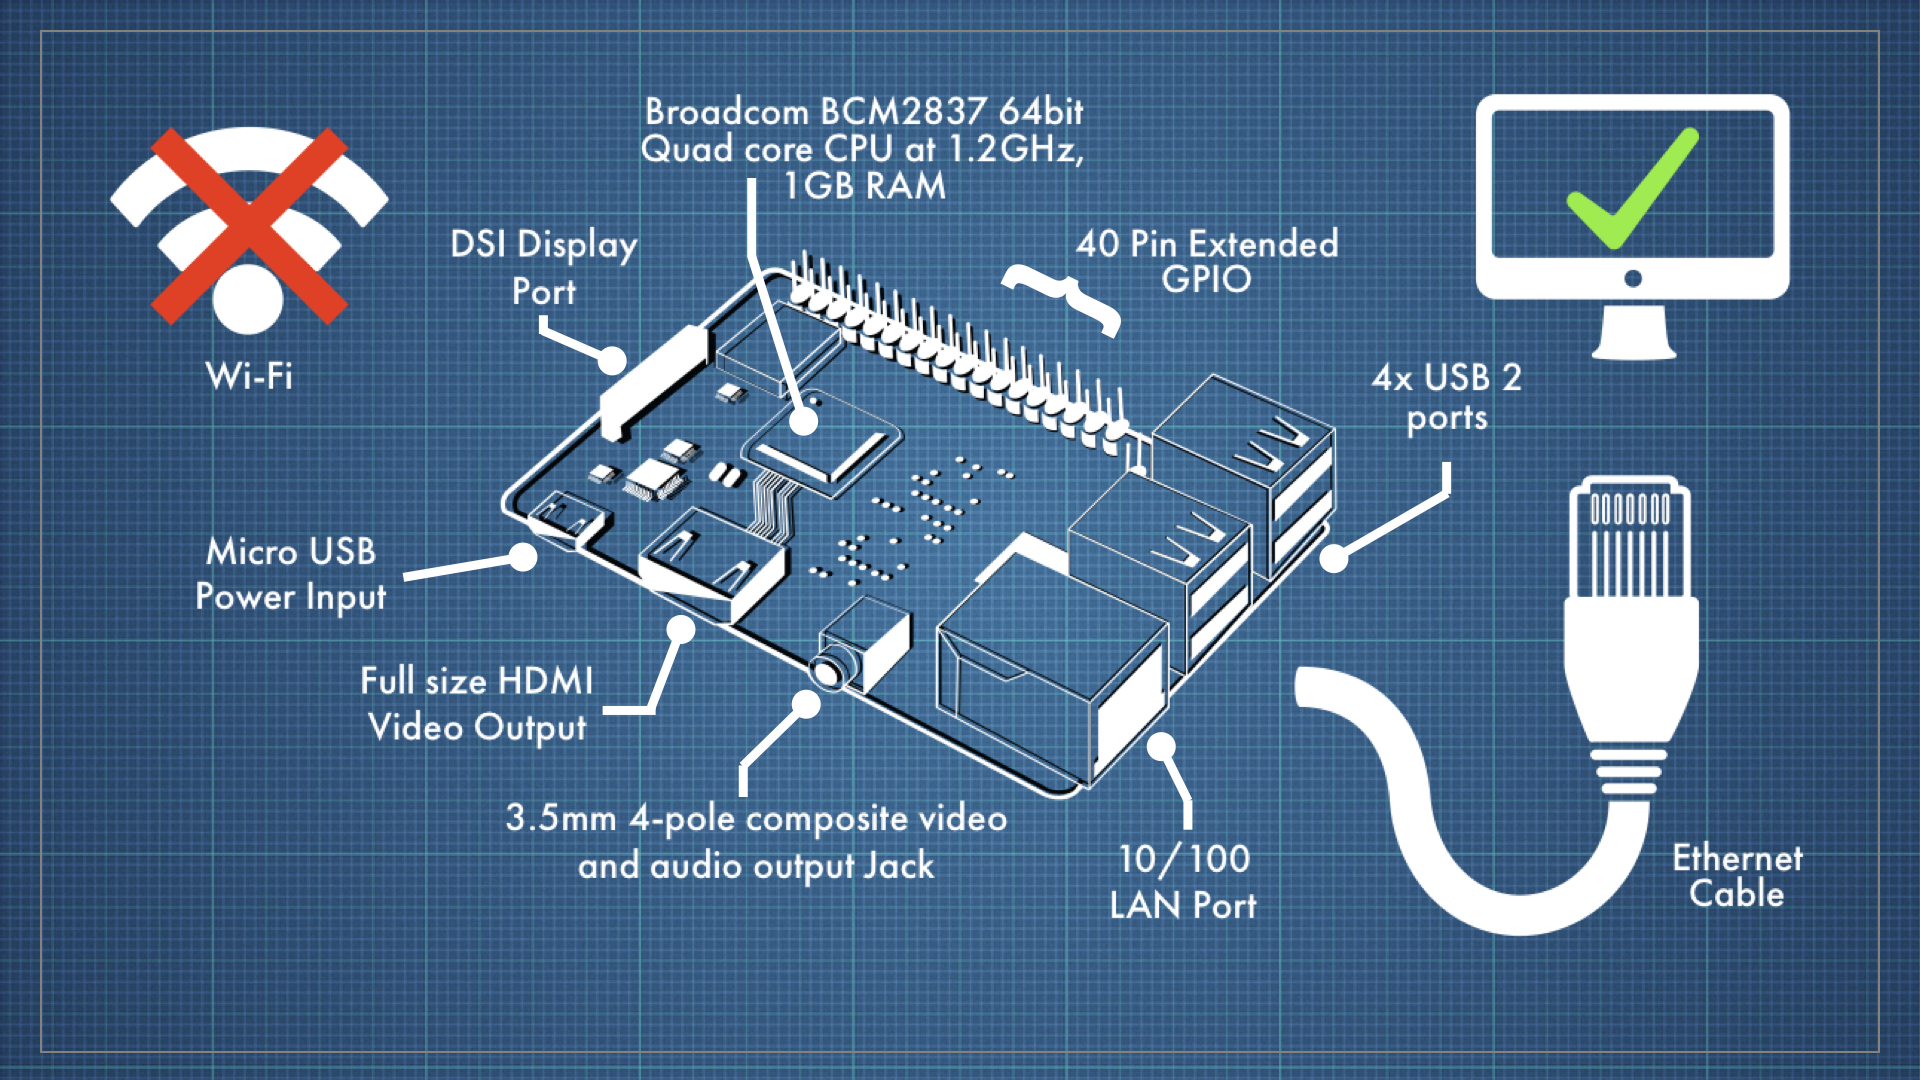 Broadcom BCM2837 64bit
Quad core CPU at 1.2GHz,
1GB RAM
DSI Display
Port
40 Pin Extended
GPIO
Wi-Fi
4x USB 2
ports
Micro USB
Power Input
Full size HDMI
Video Output
3.5mm 4-pole composite video
and audio output Jack
10/100
LAN Port
Ethernet
Cable